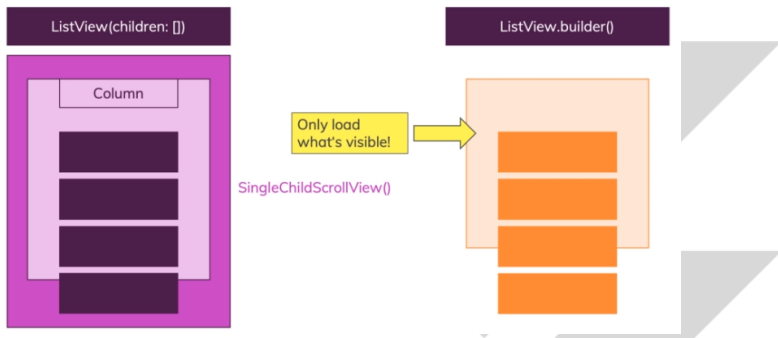 ListView(children: [])
ListView.builder()
Column
Only load
what's visible!
SingleChildScrollView()